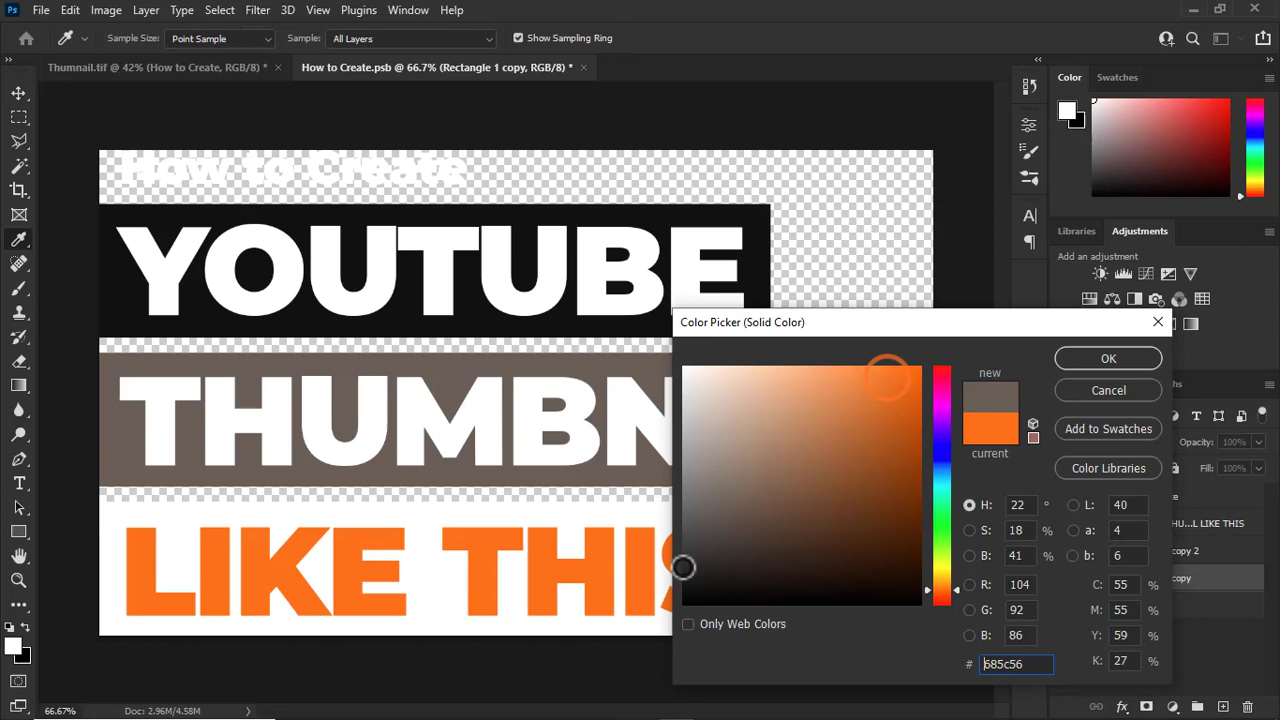 Ps File Edit Image Layer Type Select Filter 3D View Plugins Window Help
Sample Size: Point Sample Sample: All Layers Show Sampling Ring
Thumnail.tif @ 42% (How to Create, RGB/8) * × How to Create.psb @ 66.7% (Rectangle 1 copy, RGB/8) * ×
Color Swatches
How to Create
YOUTUBE
THUMBN
LIKE THIS
Libraries Adjustments
Add an adjustment
Color Picker (Solid Color)
OK
Cancel
Add to Swatches
Color Libraries
new
current
H: 22 °
S: 18 %
B: 41 %
R: 104
G: 92
B: 86
# 685c56
L: 40
a: 4
b: 6
C: 55 %
M: 55 %
Y: 59 %
K: 27 %
Only Web Colors
Opacity: 100%
Fill: 100%
HU...L LIKE THIS
copy 2
copy
66.67% Doc: 2.96M/4.58M